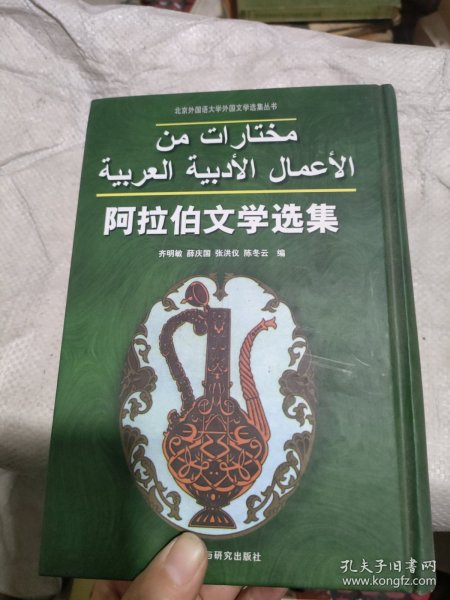 北京外国语大学外国文学选集丛书
مختارات من
الأعمال الأدبية العربية
阿拉伯文学选集
齐明敏 薛庆国 张洪仪 陈冬云 编
与研究出版社
孔夫子旧书网
www.kongfz.com